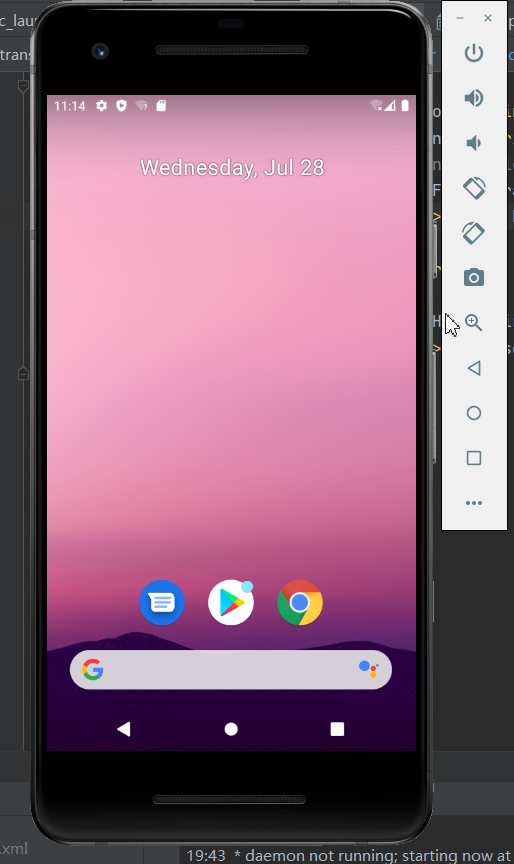 c_lau
trans
11:14
Wednesday, Jul 28
.xml
19:43 * daemon not running; starting now at